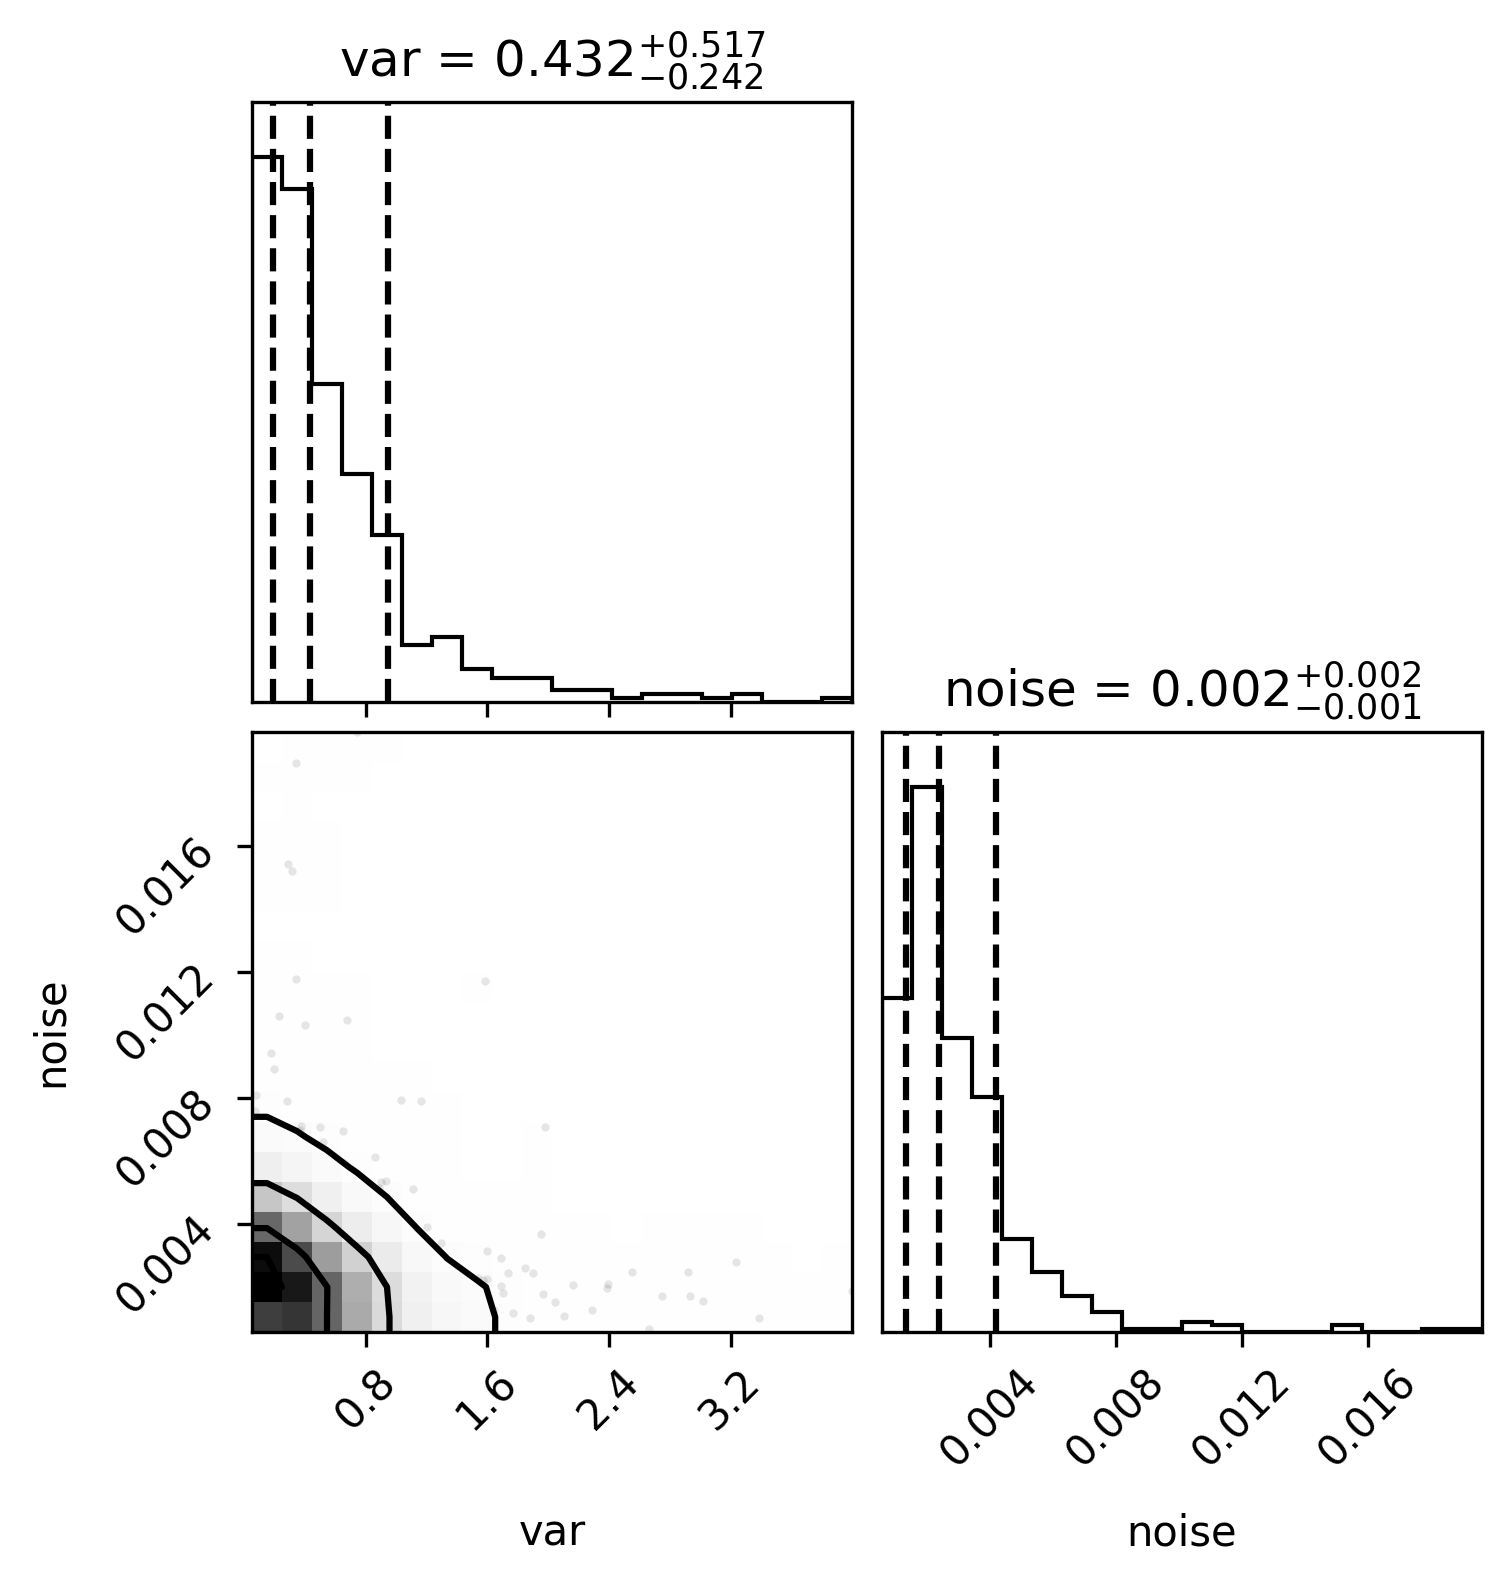 var = 0.432 +0.517 −0.242
noise = 0.002 +0.002 −0.001
0.016
0.012
0.008
0.004
noise
0.8 1.6 2.4 3.2
0.004 0.008 0.012 0.016
var
noise